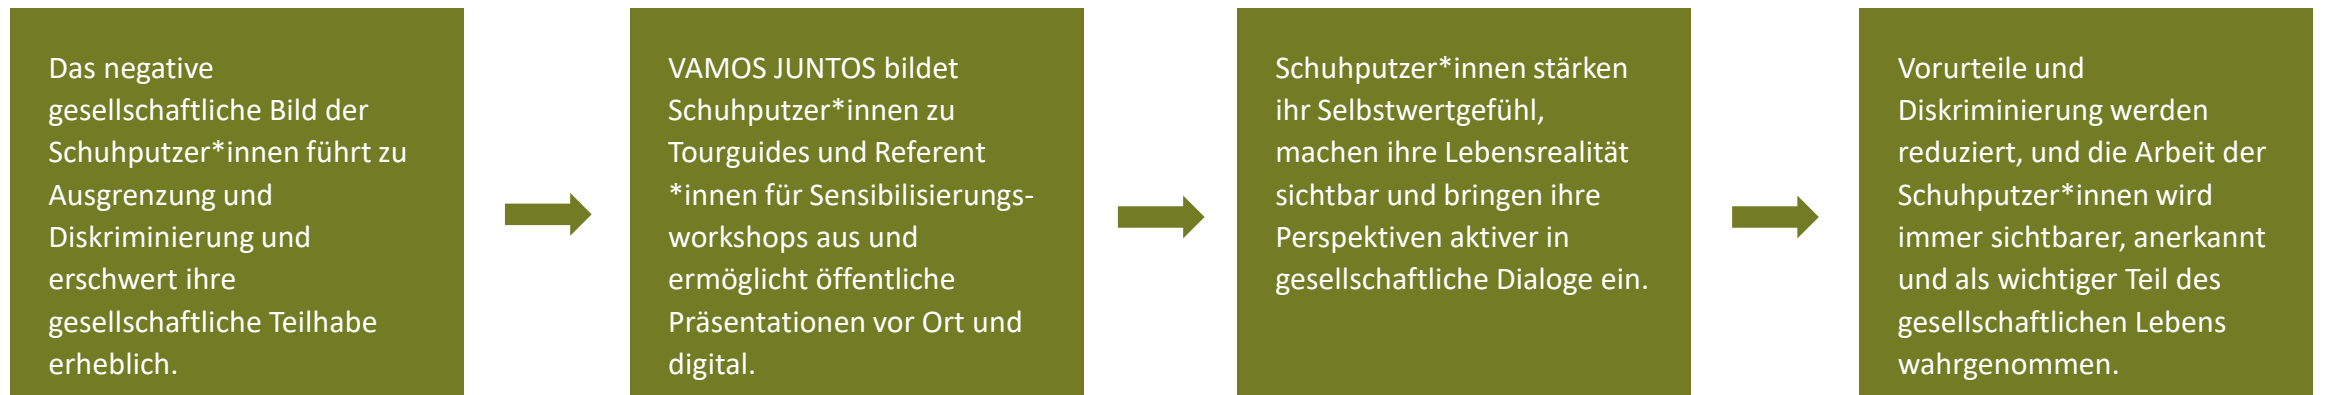 Das negative
gesellschaftliche Bild der
Schuhputzer*innen führt zu
Ausgrenzung und
Diskriminierung und
erschwert ihre
gesellschaftliche Teilhabe
erheblich.
VAMOS JUNTOS bildet
Schuhputzer*innen zu
Tourguides und Referent
*innen für Sensibilisierungs-
workshops aus und
ermöglicht öffentliche
Präsentationen vor Ort und
digital.
Schuhputzer*innen stärken
ihr Selbstwertgefühl,
machen ihre Lebensrealität
sichtbar und bringen ihre
Perspektiven aktiver in
gesellschaftliche Dialoge ein.
Vorurteile und
Diskriminierung werden
reduziert, und die Arbeit der
Schuhputzer*innen wird
immer sichtbarer, anerkannt
und als wichtiger Teil des
gesellschaftlichen Lebens
wahrgenommen.